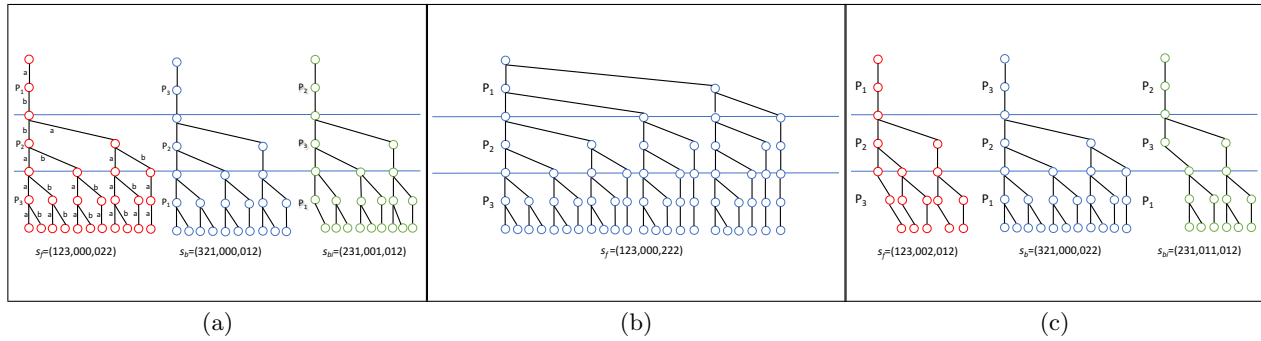 a
P1
b
b a
P2
a b a b
a b a b a b a
P3
a b a b a b a b a b a
sf=(123,000,022)
P3
P2
P1
sb=(321,000,012)
P2
P3
P1
sbi=(231,001,012)
(a)
P1
P2
P3
sf=(123,000,222)
(b)
P1
P2
P3
sf=(123,002,012)
P3
P2
P1
sb=(321,000,022)
P2
P3
P1
sbi=(231,011,012)
(c)